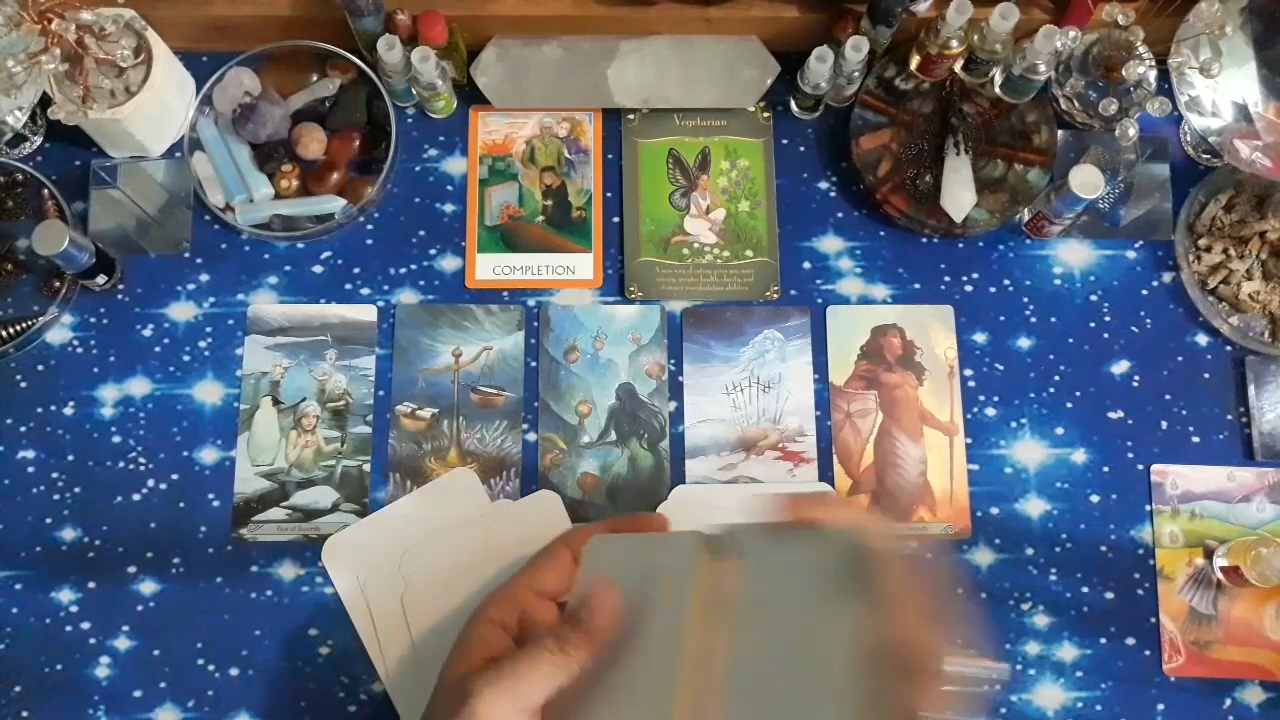 Vegetarian
A new way of eating gives you more
energy, greater health, clarity, and
stronger manifestation abilities.
COMPLETION
Five of Swords